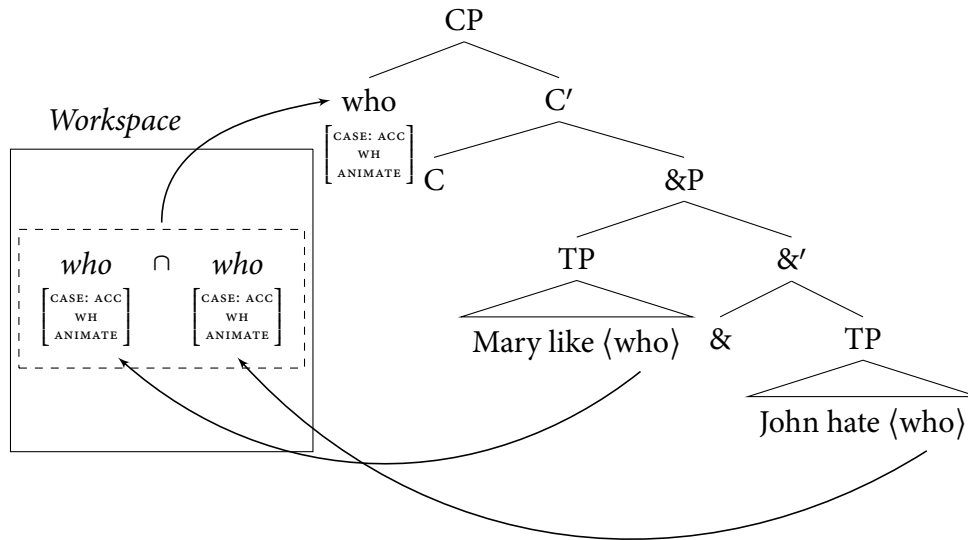 CP
who C′
Workspace
[CASE: ACC
WH
ANIMATE]
C &P
TP &′
who ∩ who
[CASE: ACC
WH
ANIMATE] [CASE: ACC
WH
ANIMATE]
Mary like ⟨who⟩ & TP
John hate ⟨who⟩